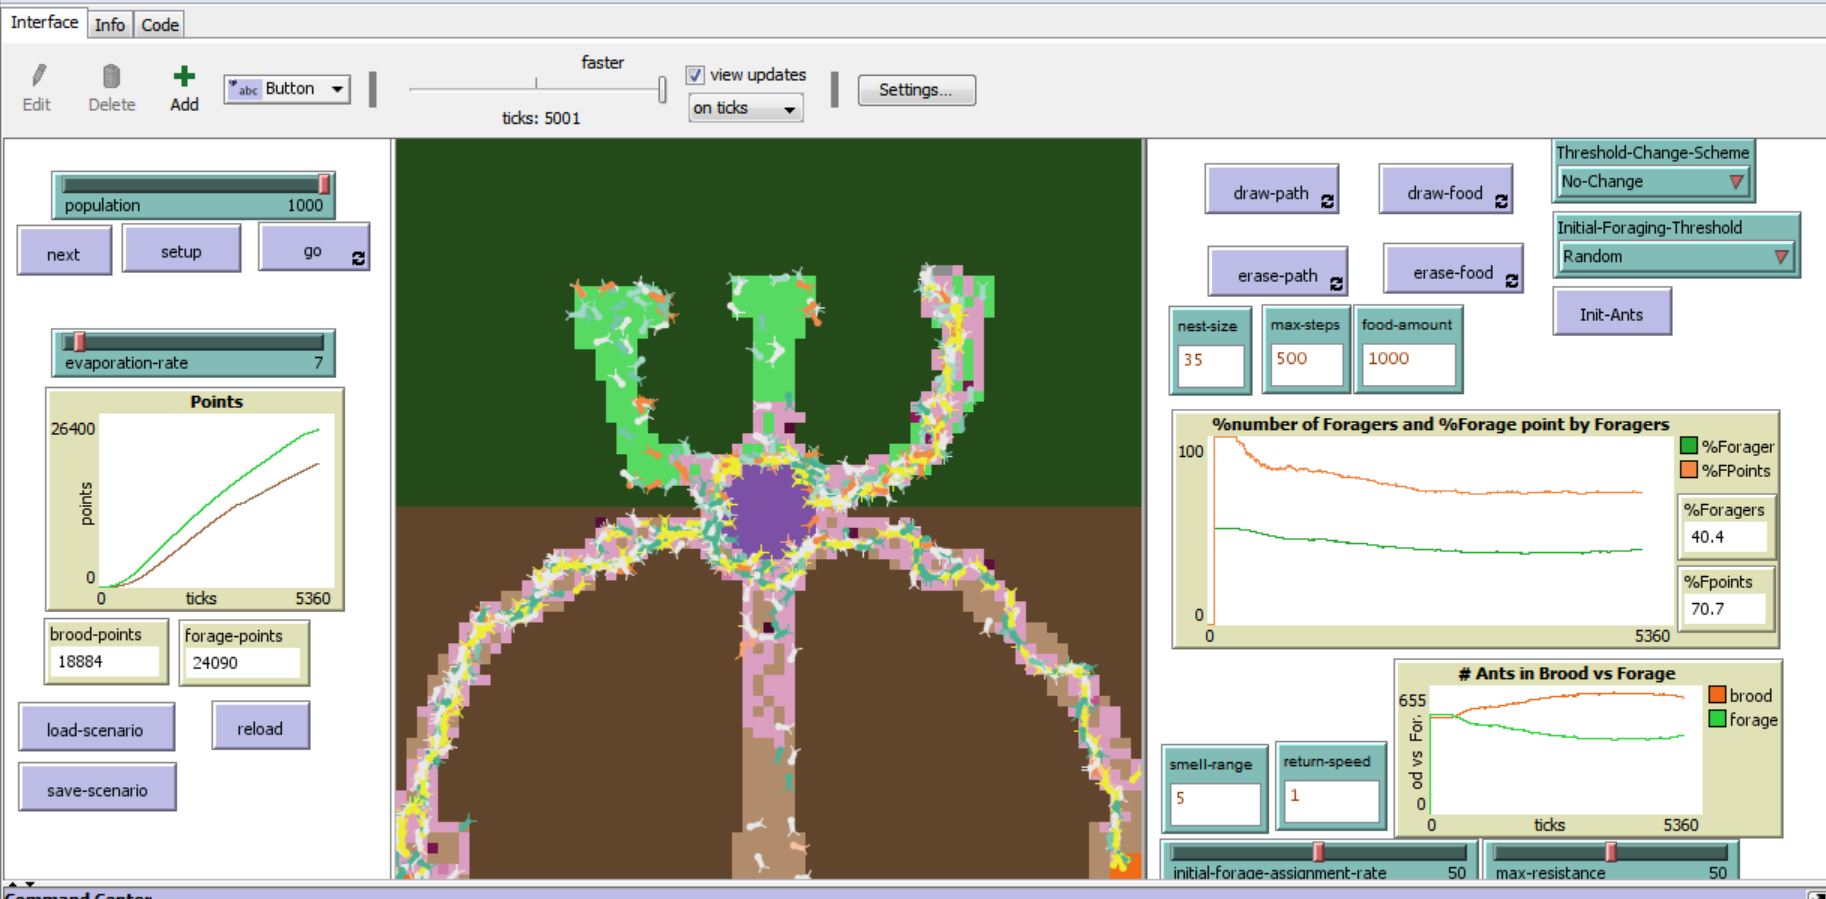 Interface Info Code
Edit Delete Add
abc Button
faster
ticks: 5001
view updates
on ticks
Settings...
population 1000
next setup go
evaporation-rate 7
Points
26400
points
0
0 ticks 5360
brood-points
18884
forage-points
24090
load-scenario reload
save-scenario
draw-path draw-food
erase-path erase-food
Threshold-Change-Scheme
No-Change
Initial-Foraging-Threshold
Random
Init-Ants
nest-size
35
max-steps
500
food-amount
1000
%number of Foragers and %Forage point by Foragers
100
0
0 5360
%Forager
%FPoints
%Foragers
40.4
%Fpoints
70.7
# Ants in Brood vs Forage
655
od vs For.
0
0 ticks 5360
brood
forage
smell-range
5
return-speed
1
initial-forage-assignment-rate 50
max-resistance 50
Command Center